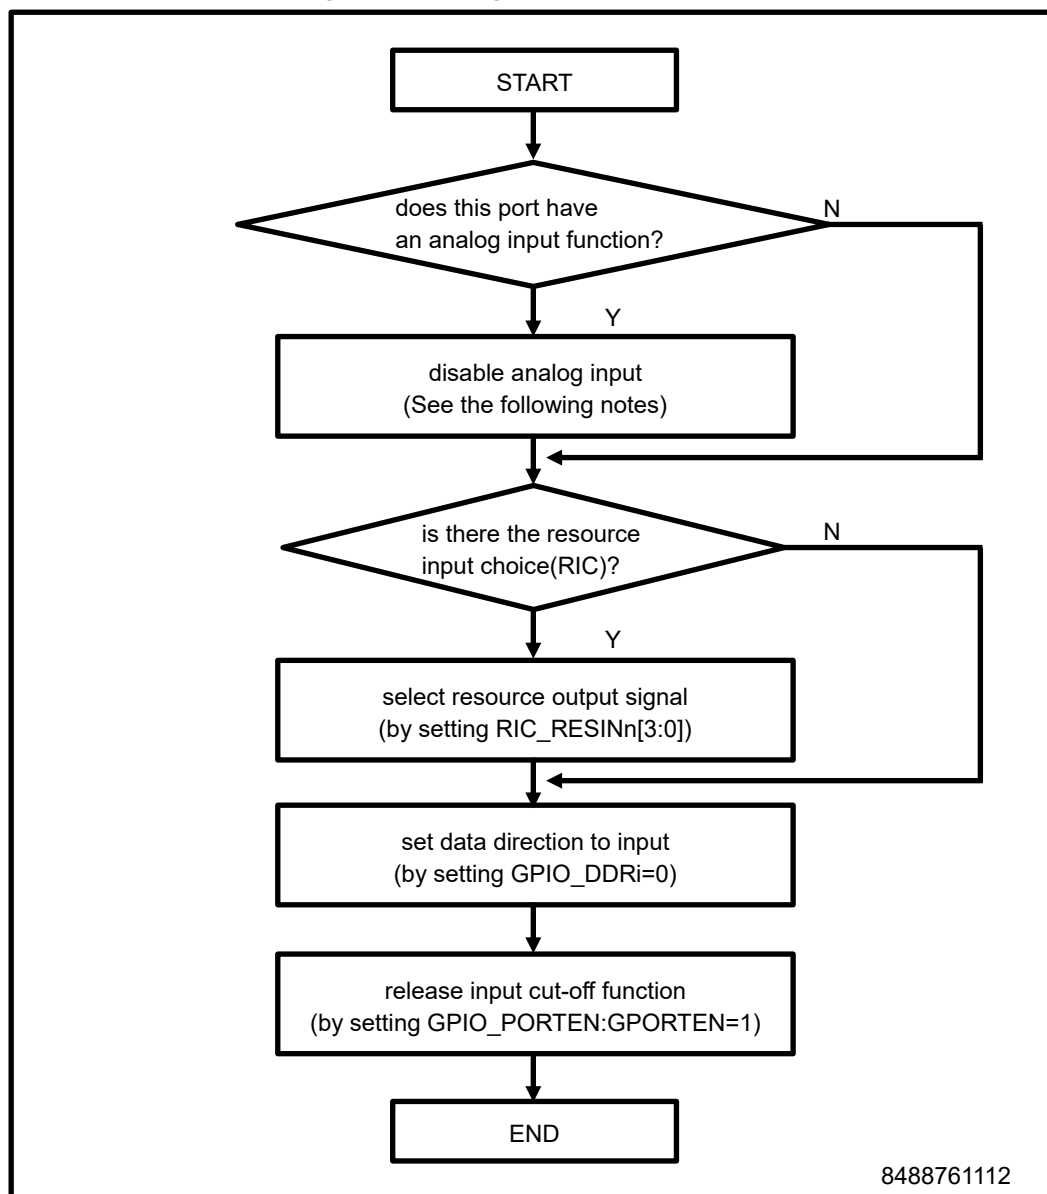 START
does this port have
an analog input function?
N
Y
disable analog input
(See the following notes)
is there the resource
input choice(RIC)?
N
Y
select resource output signal
(by setting RIC_RESINn[3:0])
set data direction to input
(by setting GPIO_DDRi=0)
release input cut-off function
(by setting GPIO_PORTEN:GPORTEN=1)
END
8488761112